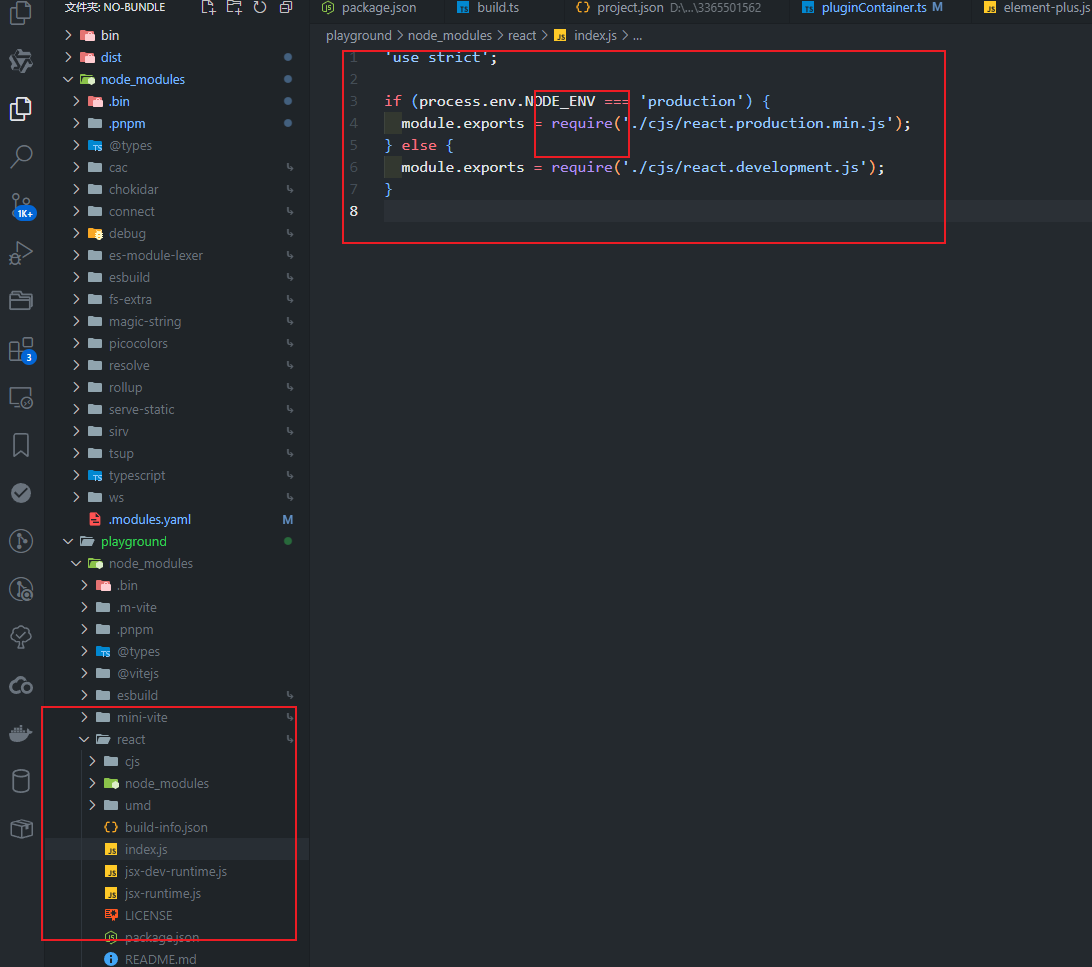 文件夹: NO-BUNDLE
bin
dist
node_modules
.bin
.pnpm
@types
cac
chokidar
connect
debug
es-module-lexer
esbuild
fs-extra
magic-string
picocolors
resolve
rollup
serve-static
sirv
tsup
typescript
ws
.modules.yaml M
playground
node_modules
.bin
.m-vite
.pnpm
@types
@vitejs
esbuild
mini-vite
react
cjs
node_modules
umd
build-info.json
index.js
jsx-dev-runtime.js
jsx-runtime.js
LICENSE
package.json
README.md
1K+
3
package.json build.ts project.json D:\...\3365501562 pluginContainer.ts M element-plus.js
playground > node_modules > react > index.js > ...
1 'use strict';
2
3 if (process.env.NODE_ENV === 'production') {
4 module.exports = require('./cjs/react.production.min.js');
5 } else {
6 module.exports = require('./cjs/react.development.js');
7 }
8